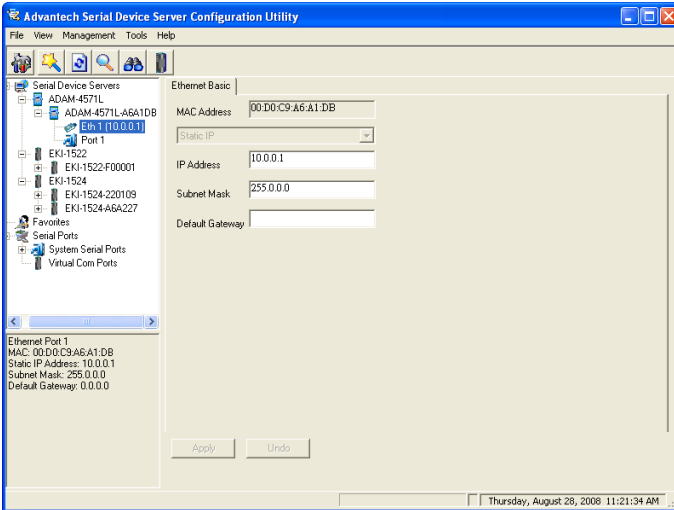 Advantech Serial Device Server Configuration Utility
File View Management Tools Help
Serial Device Servers
ADAM-4571L
ADAM-4571L-A6A1DB
Eth 1 (10.0.0.1)
Port 1
EKI-1522
EKI-1522-F00001
EKI-1524
EKI-1524-220109
EKI-1524-A6A227
Favorites
Serial Ports
System Serial Ports
Virtual Com Ports
Ethernet Port 1
MAC: 00:D0:C9:A6:A1:DB
Static IP Address: 10.0.0.1
Subnet Mask: 255.0.0.0
Default Gateway: 0.0.0.0
Ethernet Basic
MAC Address 00:D0:C9:A6:A1:DB
Static IP
IP Address 10.0.0.1
Subnet Mask 255.0.0.0
Default Gateway
Apply Undo
Thursday, August 28, 2008 11:21:34 AM